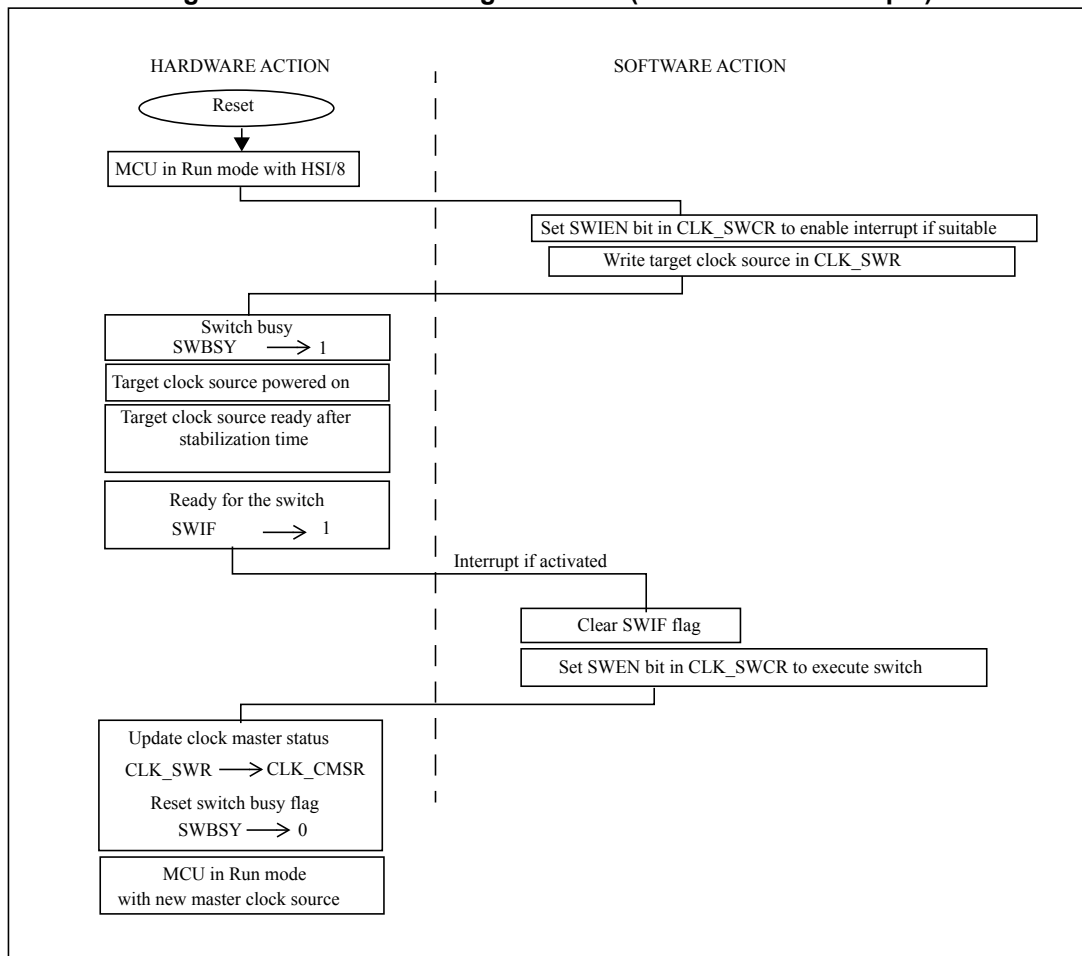 HARDWARE ACTION
SOFTWARE ACTION
Reset
MCU in Run mode with HSI/8
Set SWIEN bit in CLK_SWCR to enable interrupt if suitable
Write target clock source in CLK_SWR
Switch busy
SWBSY → 1
Target clock source powered on
Target clock source ready after
stabilization time
Ready for the switch
SWIF → 1
Interrupt if activated
Clear SWIF flag
Set SWEN bit in CLK_SWCR to execute switch
Update clock master status
CLK_SWR → CLK_CMSR
Reset switch busy flag
SWBSY → 0
MCU in Run mode
with new master clock source